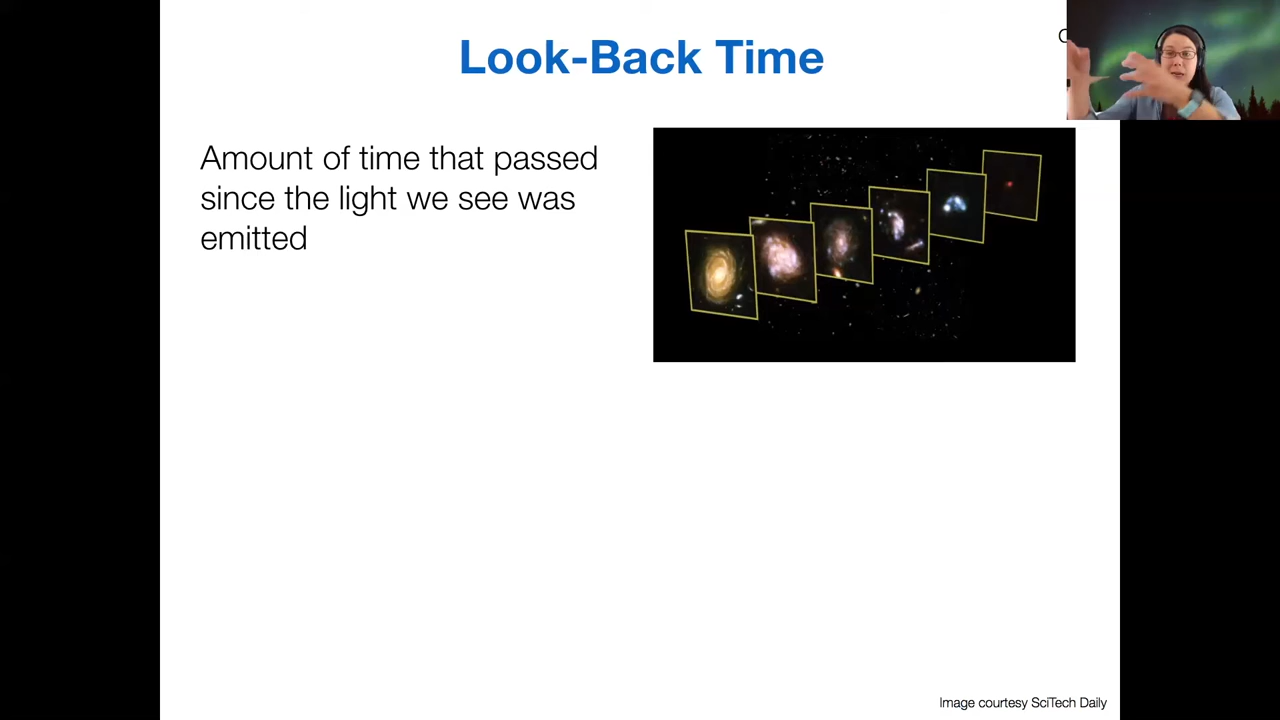 Look-Back Time
Amount of time that passed
since the light we see was
emitted
Image courtesy SciTech Daily